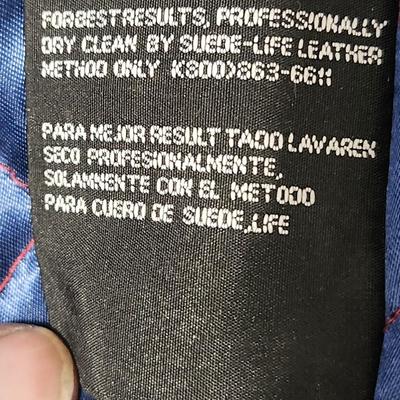 FORBESTRESULTS, PROFESSIONALLY
DRY CLEAN BY SUEDE-LIFE LEATHER
METHOD ONLY (800)863-6611
PARA MEJOR RESULT TADO LAVAREN
SECO PROFESIONALMENTE,
SOLAMNENTE CON EL METODO
PARA CUERO DE SUEDE,LIFE